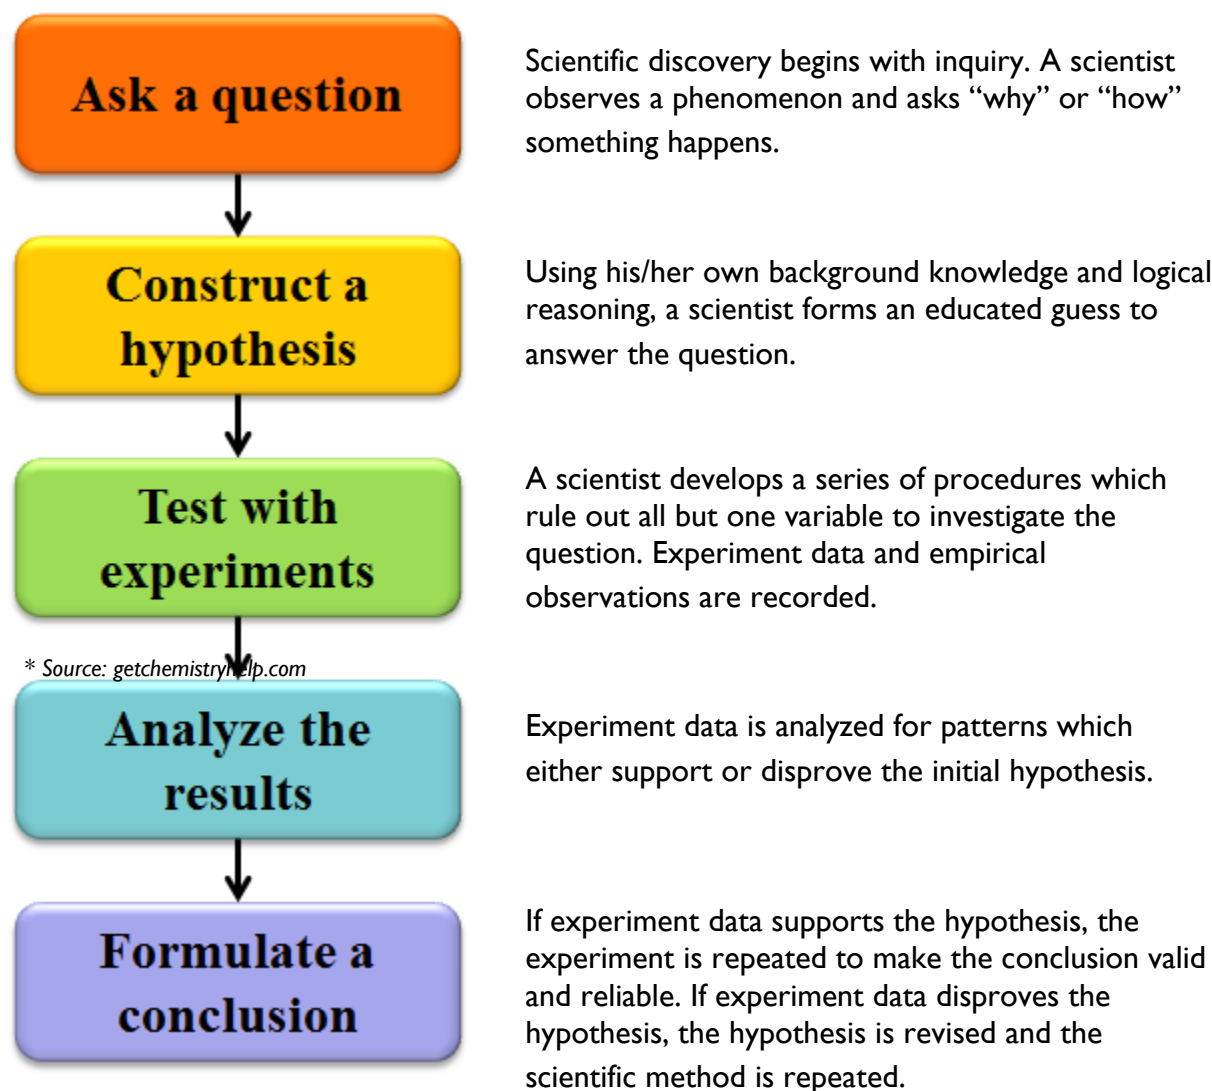 Ask a question
Scientific discovery begins with inquiry. A scientist
observes a phenomenon and asks “why” or “how”
something happens.
Construct a
hypothesis
Using his/her own background knowledge and logical
reasoning, a scientist forms an educated guess to
answer the question.
Test with
experiments
A scientist develops a series of procedures which
rule out all but one variable to investigate the
question. Experiment data and empirical
observations are recorded.
* Source: getchemistryhelp.com
Analyze the
results
Experiment data is analyzed for patterns which
either support or disprove the initial hypothesis.
Formulate a
conclusion
If experiment data supports the hypothesis, the
experiment is repeated to make the conclusion valid
and reliable. If experiment data disproves the
hypothesis, the hypothesis is revised and the
scientific method is repeated.